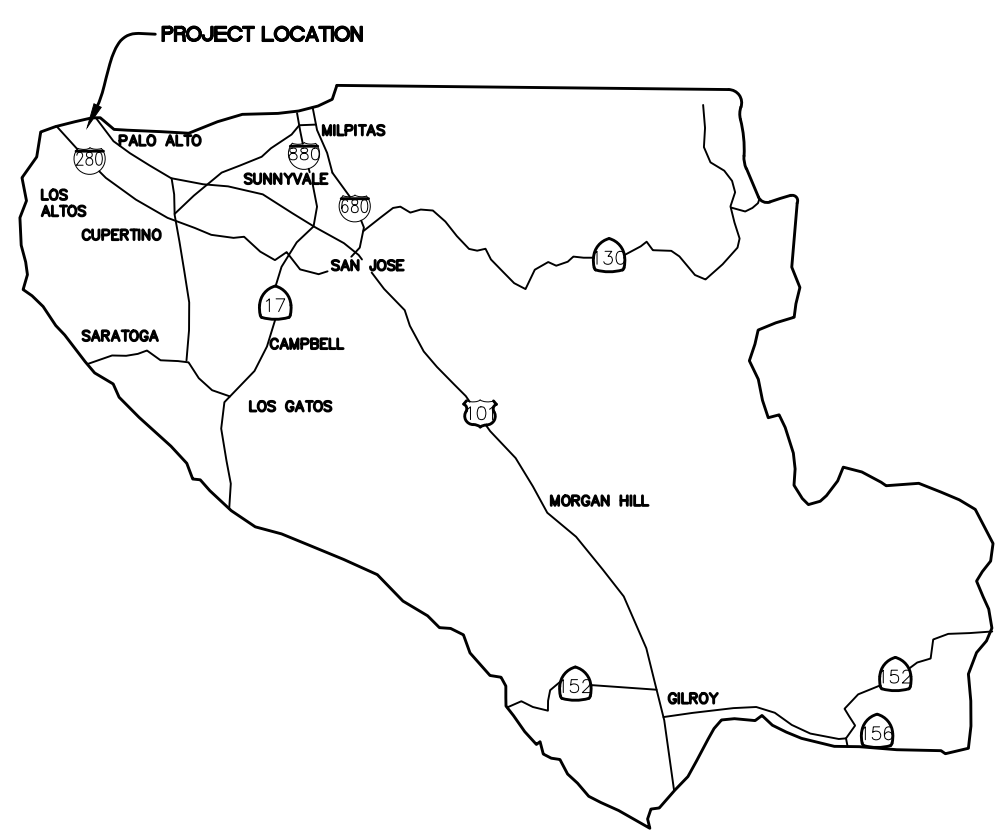 PROJECT LOCATION
MILPITAS
PALO ALTO
280
880
SUNNYVALE
LOS
ALTOS
680
CUPERTINO
130
SAN JOSE
17
SARATOGA
CAMPBELL
LOS GATOS
101
MORGAN HILL
152
152
GILROY
156